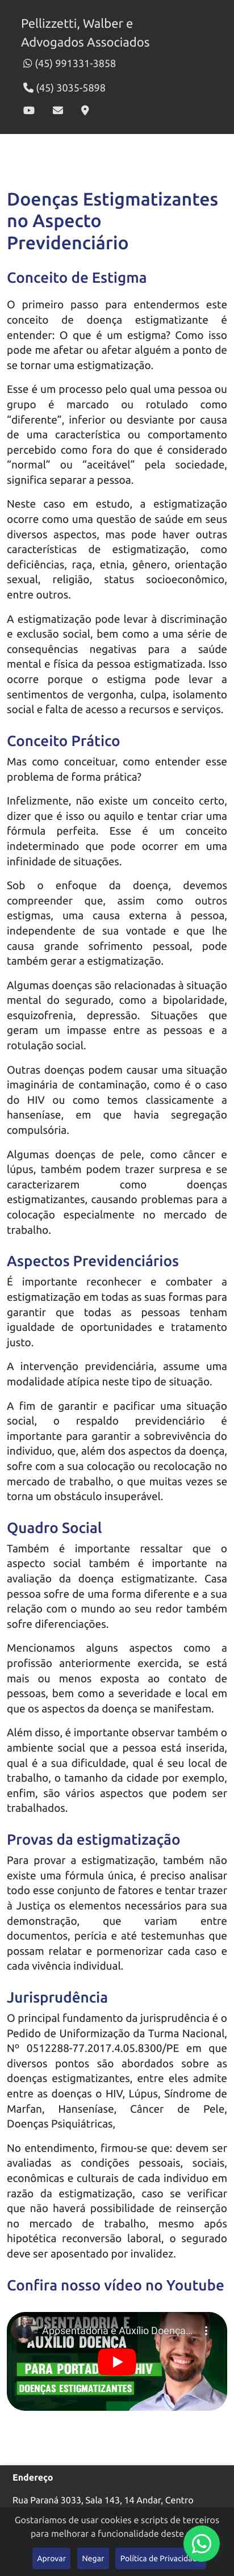 Pellizzetti, Walber e
Advogados Associados
(45) 991331-3858
(45) 3035-5898
Doenças Estigmatizantes
no Aspecto
Previdenciário
Conceito de Estigma
O primeiro passo para entendermos este
conceito de doença estigmatizante é
entender: O que é um estigma? Como isso
pode me afetar ou afetar alguém a ponto de
se tornar uma estigmatização.
Esse é um processo pelo qual uma pessoa ou
grupo é marcado ou rotulado como
“diferente”, inferior ou desviante por causa
de uma característica ou comportamento
percebido como fora do que é considerado
“normal” ou “aceitável” pela sociedade,
significa separar a pessoa.
Neste caso em estudo, a estigmatização
ocorre como uma questão de saúde em seus
diversos aspectos, mas pode haver outras
características de estigmatização, como
deficiências, raça, etnia, gênero, orientação
sexual, religião, status socioeconômico,
entre outros.
A estigmatização pode levar à discriminação
e exclusão social, bem como a uma série de
consequências negativas para a saúde
mental e física da pessoa estigmatizada. Isso
ocorre porque o estigma pode levar a
sentimentos de vergonha, culpa, isolamento
social e falta de acesso a recursos e serviços.
Conceito Prático
Mas como conceituar, como entender esse
problema de forma prática?
Infelizmente, não existe um conceito certo,
dizer que é isso ou aquilo e tentar criar uma
fórmula perfeita. Esse é um conceito
indeterminado que pode ocorrer em uma
infinidade de situações.
Sob o enfoque da doença, devemos
compreender que, assim como outros
estigmas, uma causa externa à pessoa,
independente de sua vontade e que lhe
causa grande sofrimento pessoal, pode
também gerar a estigmatização.
Algumas doenças são relacionadas à situação
mental do segurado, como a bipolaridade,
esquizofrenia, depressão. Situações que
geram um impasse entre as pessoas e a
rotulação social.
Outras doenças podem causar uma situação
imaginária de contaminação, como é o caso
do HIV ou como temos classicamente a
hanseníase, em que havia segregação
compulsória.
Algumas doenças de pele, como câncer e
lúpus, também podem trazer surpresa e se
caracterizarem como doenças
estigmatizantes, causando problemas para a
colocação especialmente no mercado de
trabalho.
Aspectos Previdenciários
É importante reconhecer e combater a
estigmatização em todas as suas formas para
garantir que todas as pessoas tenham
igualdade de oportunidades e tratamento
justo.
A intervenção previdenciária, assume uma
modalidade atípica neste tipo de situação.
A fim de garantir e pacificar uma situação
social, o respaldo previdenciário é
importante para garantir a sobrevivência do
individuo, que, além dos aspectos da doença,
sofre com a sua colocação ou recolocação no
mercado de trabalho, o que muitas vezes se
torna um obstáculo insuperável.
Quadro Social
Também é importante ressaltar que o
aspecto social também é importante na
avaliação da doença estigmatizante. Casa
pessoa sofre de uma forma diferente e a sua
relação com o mundo ao seu redor também
sofre diferenciações.
Mencionamos alguns aspectos como a
profissão anteriormente exercida, se está
mais ou menos exposta ao contato de
pessoas, bem como a severidade e local em
que os aspectos da doença se manifestam.
Além disso, é importante observar também o
ambiente social que a pessoa está inserida,
qual é a sua dificuldade, qual é seu local de
trabalho, o tamanho da cidade por exemplo,
enfim, são vários aspectos que podem ser
trabalhados.
Provas da estigmatização
Para provar a estigmatização, também não
existe uma fórmula única, é preciso analisar
todo esse conjunto de fatores e tentar trazer
à Justiça os elementos necessários para sua
demonstração, que variam entre
documentos, perícia e até testemunhas que
possam relatar e pormenorizar cada caso e
cada vivência individual.
Jurisprudência
O principal fundamento da jurisprudência é o
Pedido de Uniformização da Turma Nacional,
Nº 0512288-77.2017.4.05.8300/PE em que
diversos pontos são abordados sobre as
doenças estigmatizantes, entre eles admite
entre as doenças o HIV, Lúpus, Síndrome de
Marfan, Hanseníase, Câncer de Pele,
Doenças Psiquiátricas,
No entendimento, firmou-se que: devem ser
avaliadas as condições pessoais, sociais,
econômicas e culturais de cada individuo em
razão da estigmatização, caso se verificar
que não haverá possibilidade de reinserção
no mercado de trabalho, mesmo após
hipotética reconversão laboral, o segurado
deve ser aposentado por invalidez.
Confira nosso vídeo no Youtube
Aposentadoria e Auxílio Doença...
APOSENTADORIA E
AUXÍLIO DOENÇA
PARA PORTADOR DE HIV
DOENÇAS ESTIGMATIZANTES
Endereço
Rua Paraná 3033, Sala 143, 14 Andar, Centro
Gostaríamos de usar cookies e scripts de terceiros
para melhorar a funcionalidade deste
Aprovar Negar Política de